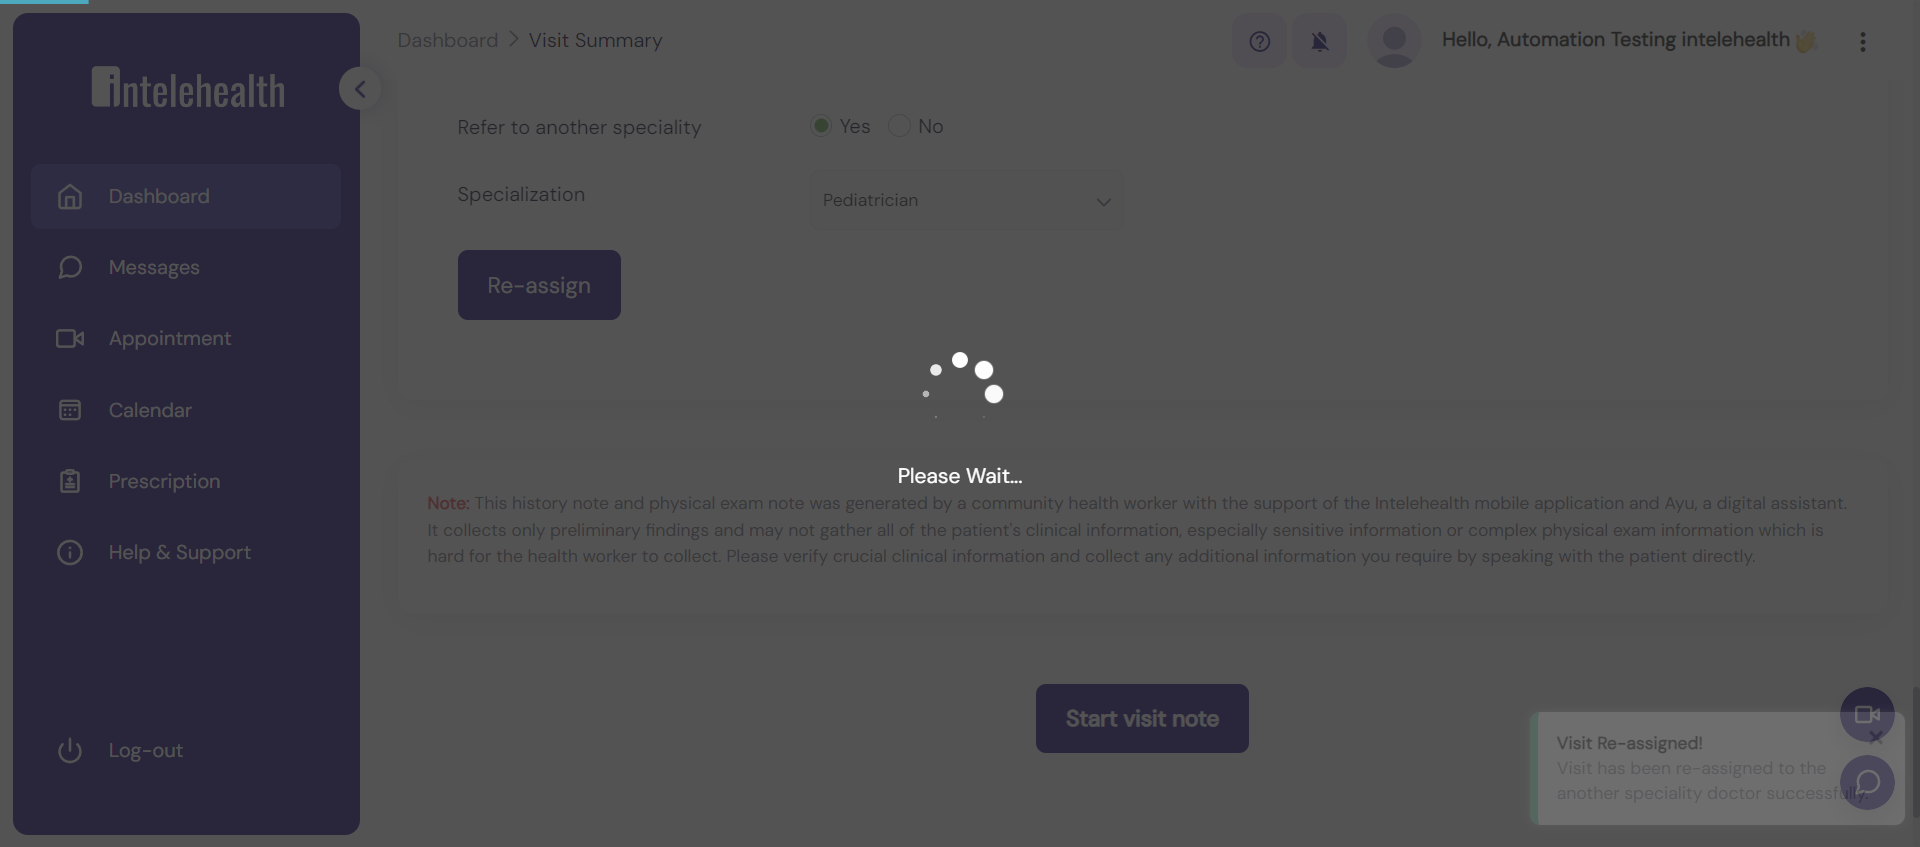 intelehealth
Dashboard
Messages
Appointment
Calendar
Prescription
Help & Support
Log-out
Dashboard > Visit Summary
Hello, Automation Testing intelehealth 👏
Refer to another speciality
Yes
No
Specialization
Pediatrician
Re-assign
Please Wait...
Note: This history note and physical exam note was generated by a community health worker with the support of the Intelehealth mobile application and Ayu, a digital assistant.
It collects only preliminary findings and may not gather all of the patient's clinical information, especially sensitive information or complex physical exam information which is
hard for the health worker to collect. Please verify crucial clinical information and collect any additional information you require by speaking with the patient directly.
Start visit note
Visit Re-assigned!
Visit has been re-assigned to the
another speciality doctor successfully.